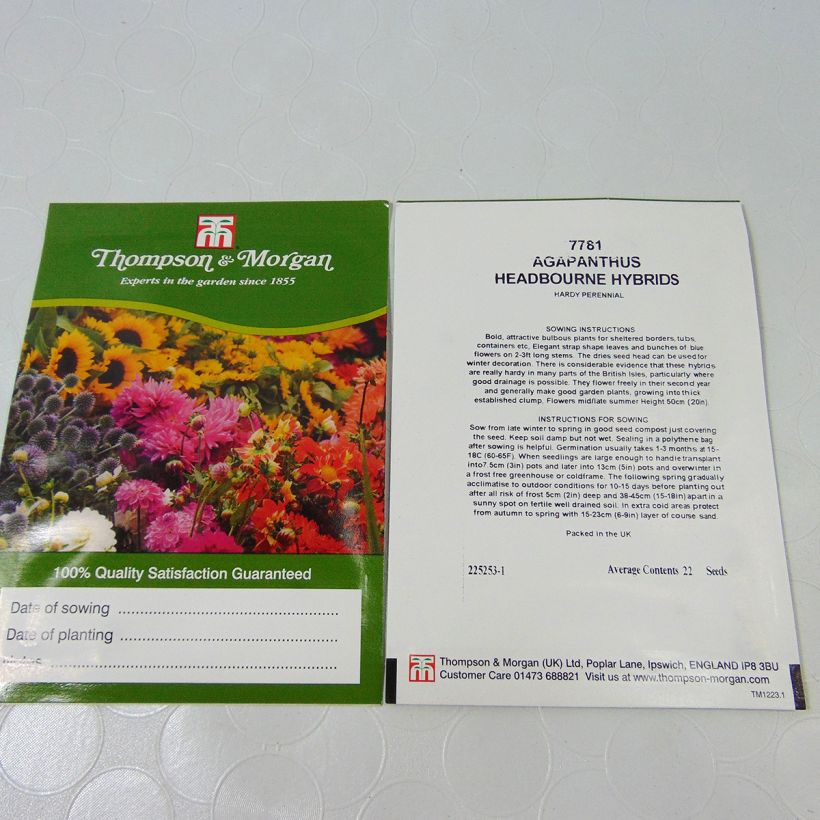 Thompson & Morgan
Experts in the garden since 1855
100% Quality Satisfaction Guaranteed
Date of sowing ........................................
Date of planting ........................................
7781
AGAPANTHUS
HEADBOURNE HYBRIDS
HARDY PERENNIAL
SOWING INSTRUCTIONS
Bold, attractive bulbous plants for sheltered borders, tubs,
containers etc, Elegant strap shape leaves and bunches of blue
flowers on 2-3ft long stems. The dries seed head can be used for
winter decoration. There is considerable evidence that these hybrids
are really hardy in many parts of the British Isles, particularly where
good drainage is possible. They flower freely in their second year
and generally make good garden plants, growing into thick
established clump. Flowers mid/late summer Height 50cm (20in).
INSTRUCTIONS FOR SOWING
Sow from late winter to spring in good seed compost just covering
the seed. Keep soil damp but not wet. Sealing in a polythene bag
after sowing is helpful. Germination usually takes 1-3 months at 15-
18C (60-65F). When seedlings are large enough to handle transplant
into7.5cm (3in) pots and later into 13cm (5in) pots and overwinter in
a frost free greenhouse or coldframe. The following spring gradually
acclimatise to outdoor conditions for 10-15 days before planting out
after all risk of frost 5cm (2in) deep and 38-45cm (15-18in) apart in a
sunny spot on fertile well drained soil. In extra cold areas protect
from autumn to spring with 15-23cm (6-9in) layer of course sand.
Packed in the UK
225253-1 Average Contents 22 Seeds
Thompson & Morgan (UK) Ltd, Poplar Lane, Ipswich, ENGLAND IP8 3BU
Customer Care 01473 688821 Visit us at www.thompson-morgan.com
TM1223.1